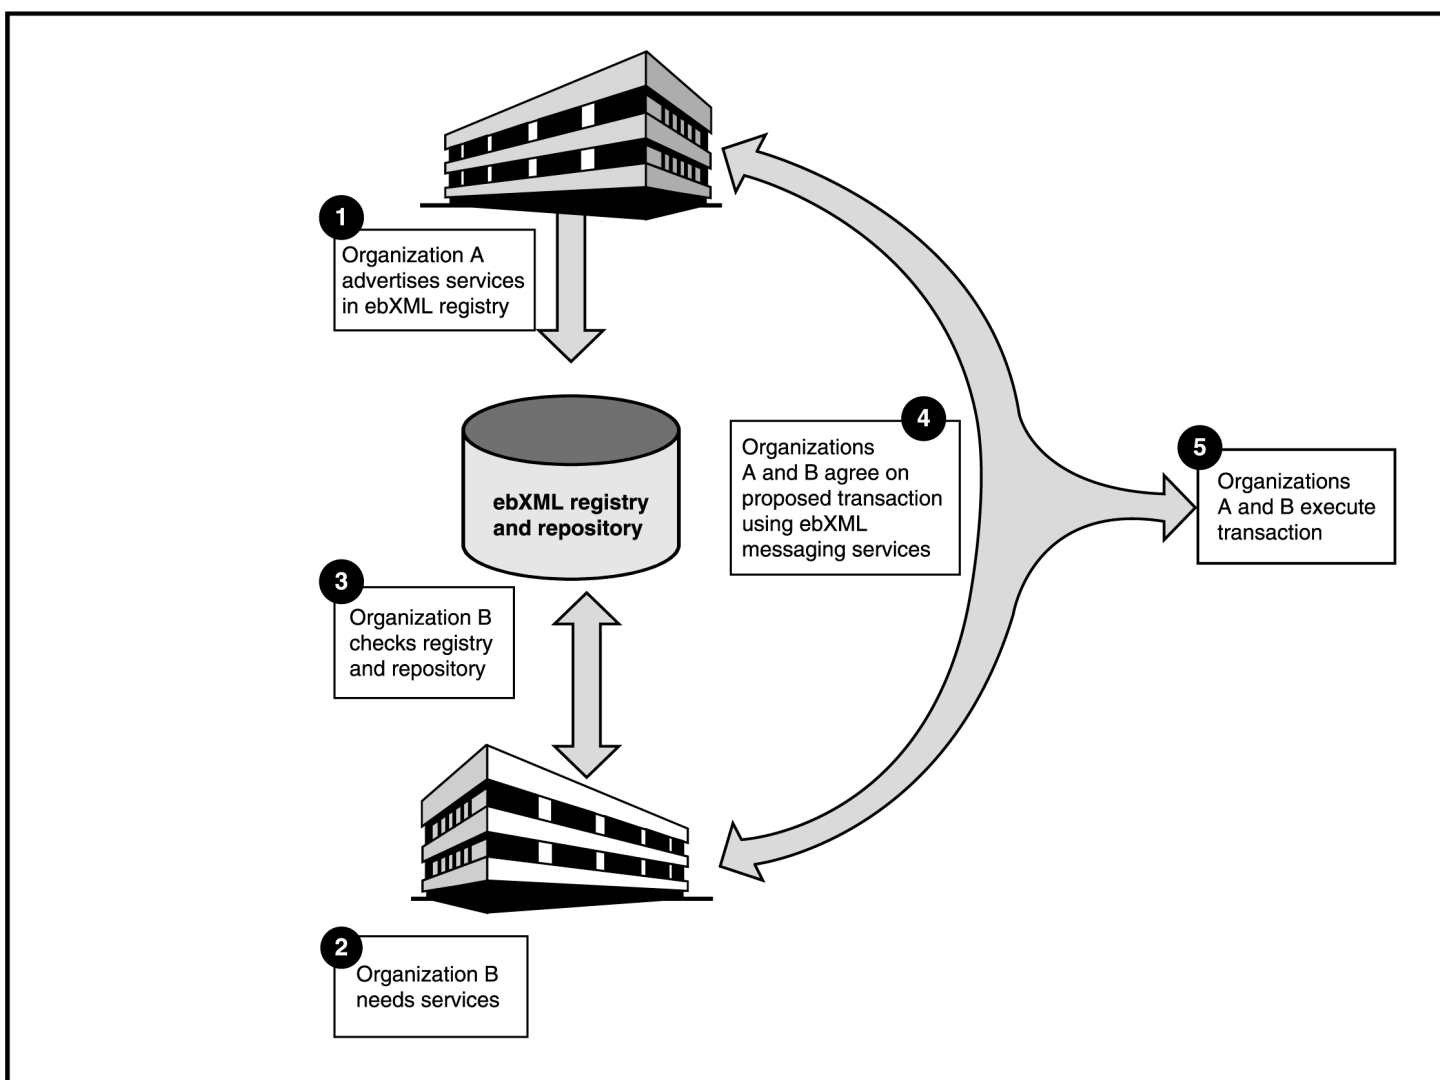 1
Organization A
advertises services
in ebXML registry
ebXML registry
and repository
3
Organization B
checks registry
and repository
2
Organization B
needs services
4
Organizations
A and B agree on
proposed transaction
using ebXML
messaging services
5
Organizations
A and B execute
transaction